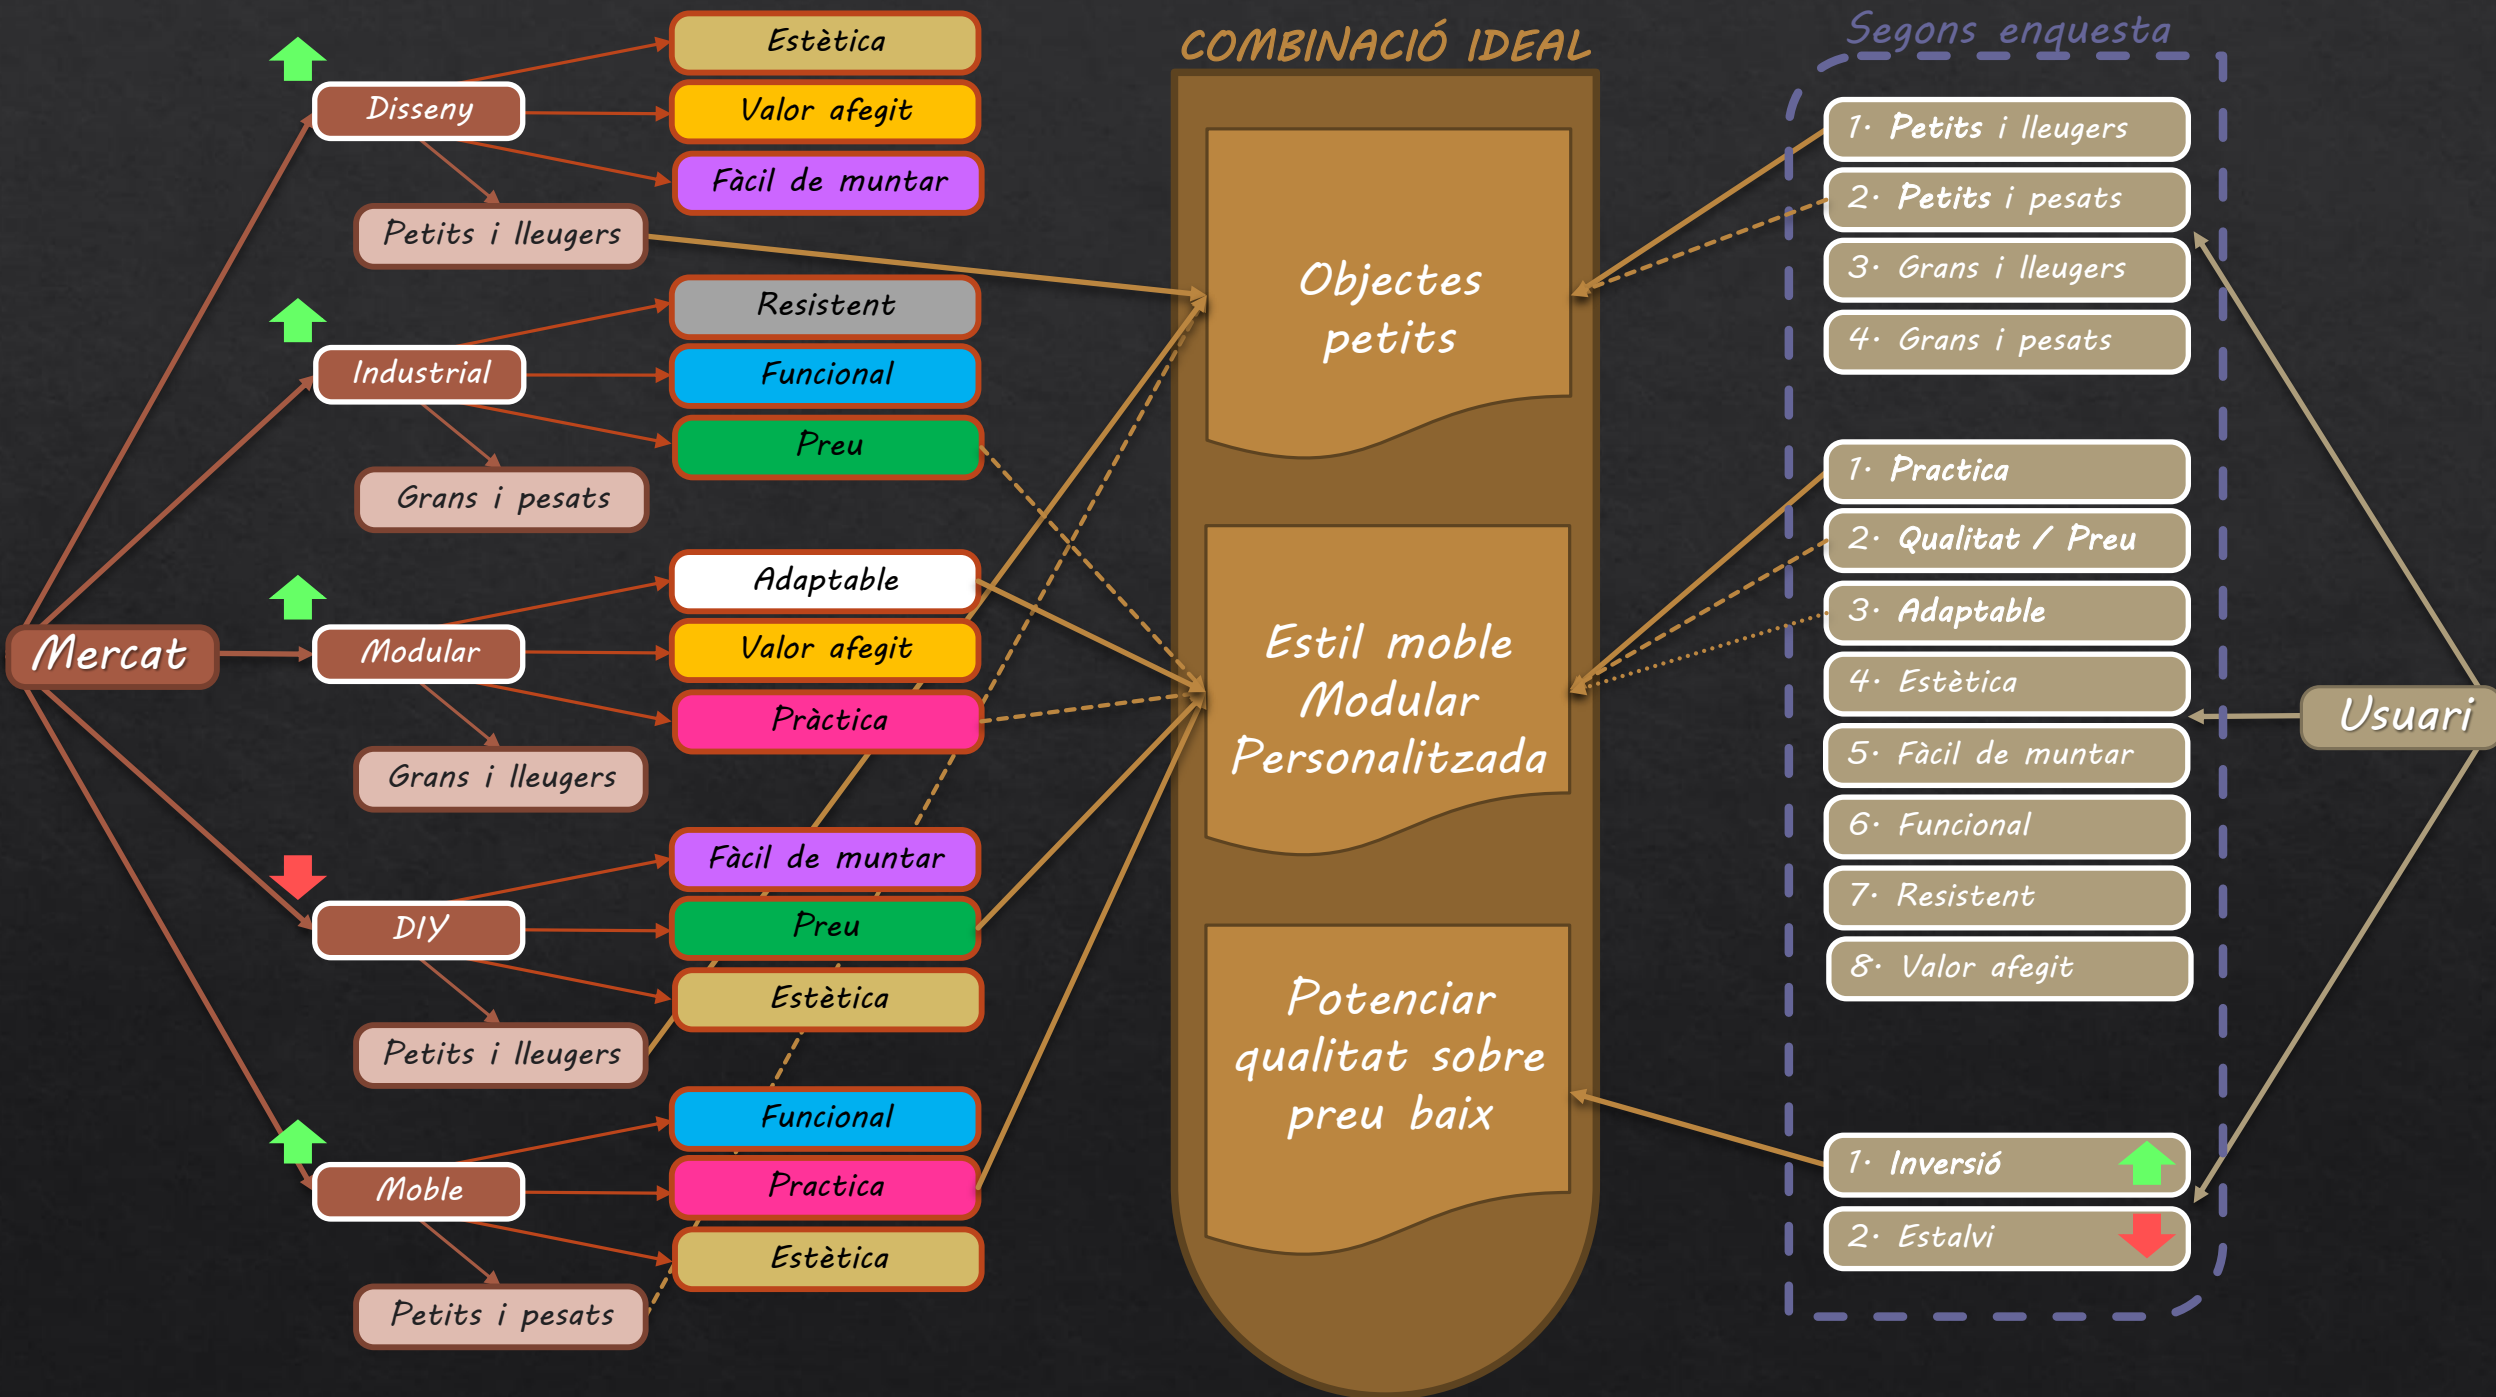 Mercat
Disseny
Estètica
Valor afegit
Fàcil de muntar
Petits i lleugers
Industrial
Resistent
Funcional
Preu
Grans i pesats
Modular
Adaptable
Valor afegit
Pràctica
Grans i lleugers
DIY
Fàcil de muntar
Preu
Estètica
Petits i lleugers
Moble
Funcional
Practica
Estètica
Petits i pesats
COMBINACIÓ IDEAL
Objectes
petits
Estil moble
Modular
Personalitzada
Potenciar
qualitat sobre
preu baix
Segons enquesta
1. Petits i lleugers
2. Petits i pesats
3. Grans i lleugers
4. Grans i pesats
1. Practica
2. Qualitat / Preu
3. Adaptable
4. Estètica
5. Fàcil de muntar
6. Funcional
7. Resistent
8. Valor afegit
1. Inversió
2. Estalvi
Usuari